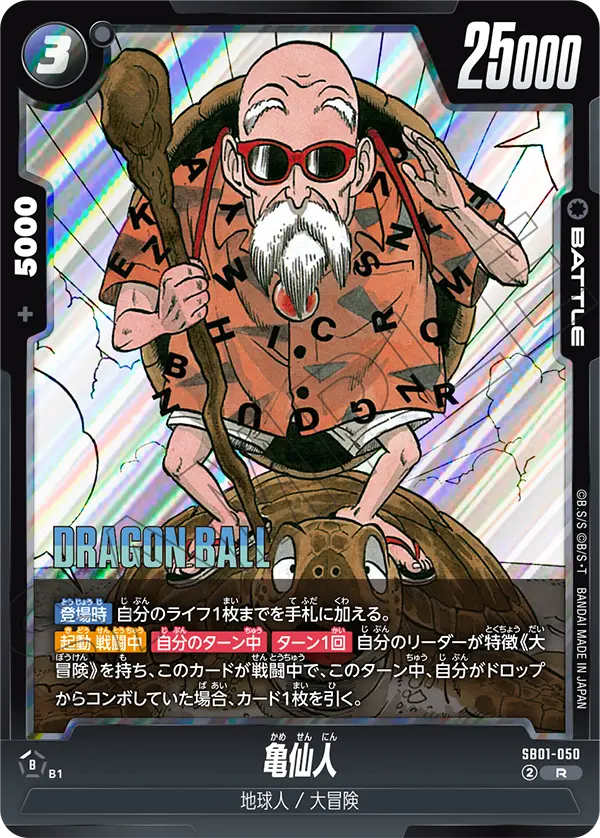 3
25000
+ 5000
BATTLE
DRAGON BALL
登場時 自分のライフ1枚までを手札に加える。
起動 戦闘中 自分のターン中 ターン1回 自分のリーダーが特徴《大
冒険》を持ち、このカードが戦闘中で、このターン中、自分がドロップ
からコンボしていた場合、カード1枚を引く。
©B.S/S ©B/S・T BANDAI MADE IN JAPAN
B B1
かめ せん にん
亀仙人
SB01-050
② R
地球人 / 大冒険